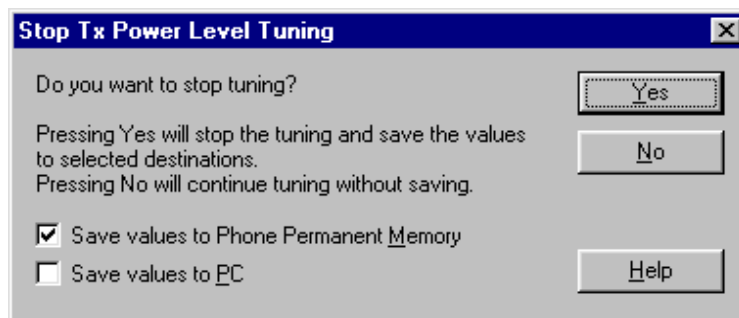 Stop Tx Power Level Tuning
Do you want to stop tuning?
Yes
Pressing Yes will stop the tuning and save the values
to selected destinations.
Pressing No will continue tuning without saving.
No
Save values to Phone Permanent Memory
Save values to PC
Help